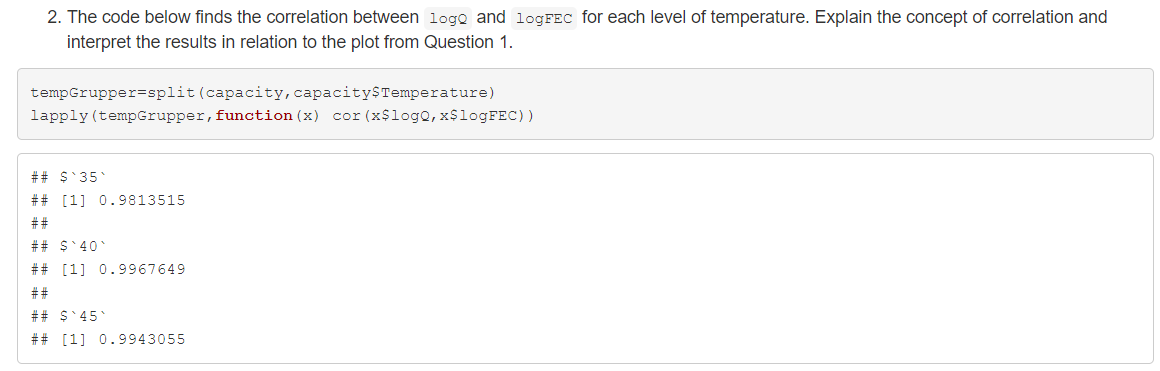 2. The code below finds the correlation between logQ and logFEC for each level of temperature. Explain the concept of correlation and
interpret the results in relation to the plot from Question 1.
tempGrupper=split(capacity,capacity$Temperature)
lapply(tempGrupper,function(x) cor(x$logQ,x$logFEC))
## $`35`
## [1] 0.9813515
##
## $`40`
## [1] 0.9967649
##
## $`45`
## [1] 0.9943055